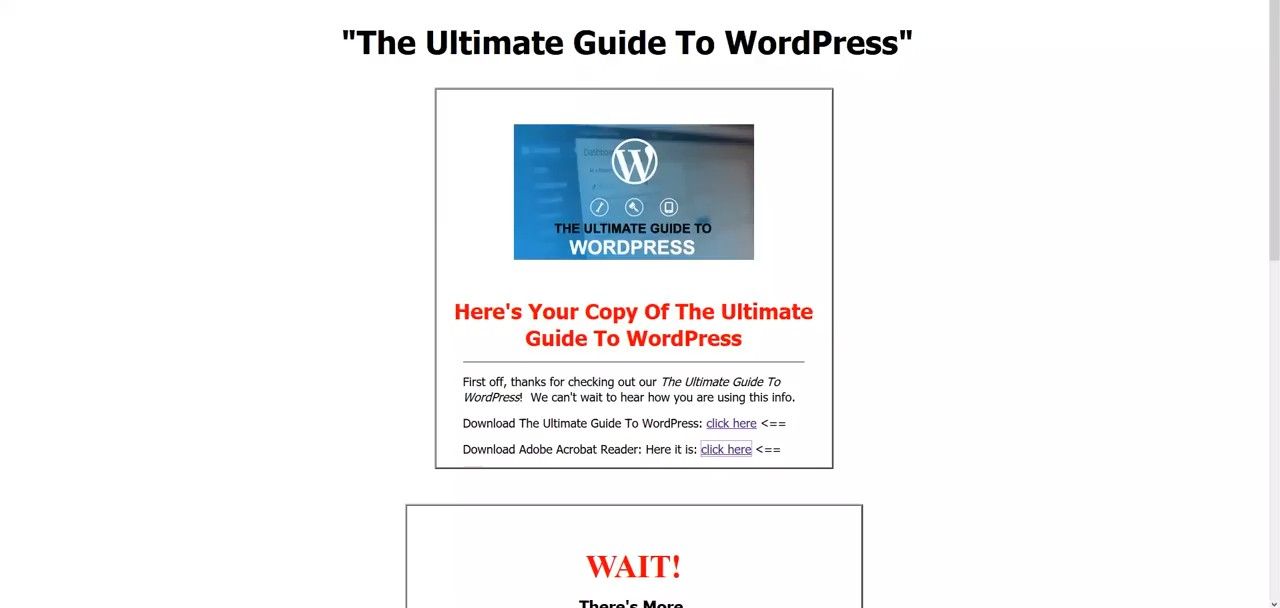 "The Ultimate Guide To WordPress"
THE ULTIMATE GUIDE TO
WORDPRESS
Here's Your Copy Of The Ultimate
Guide To WordPress
First off, thanks for checking out our The Ultimate Guide To
WordPress!  We can't wait to hear how you are using this info.
Download The Ultimate Guide To WordPress: click here <==
Download Adobe Acrobat Reader: Here it is: click here <==
WAIT!
There's More